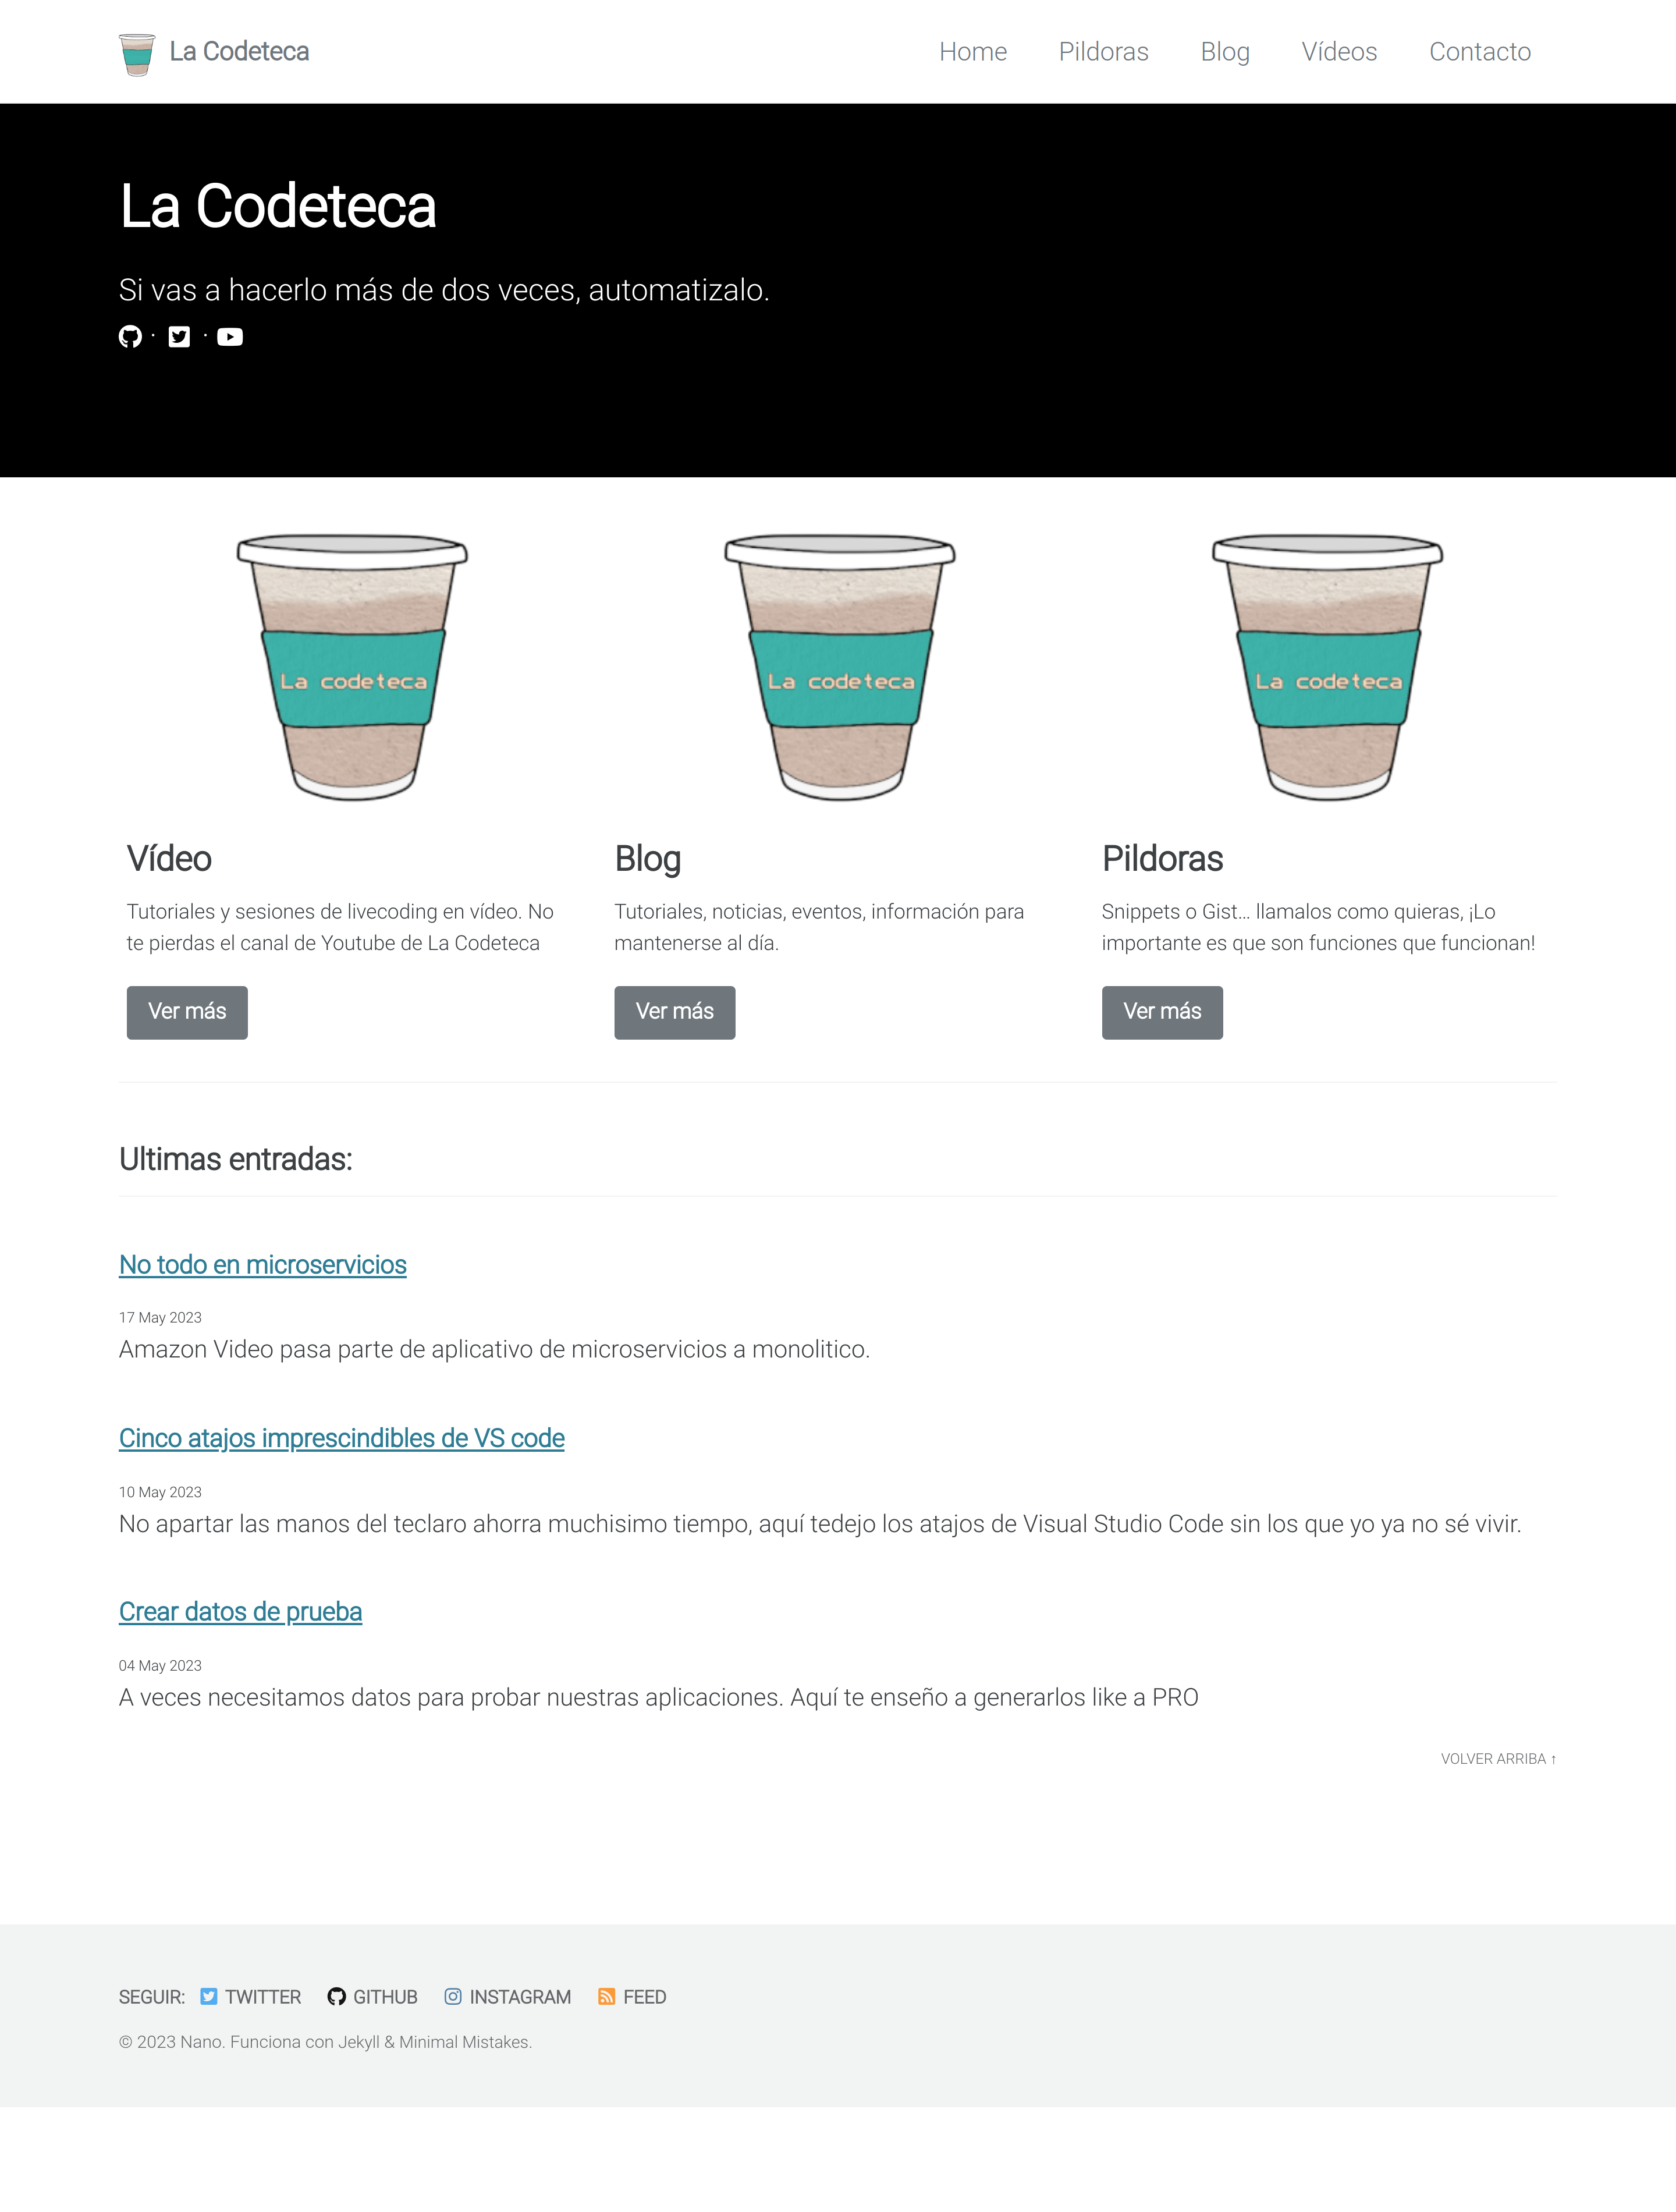 La Codeteca
Home
Pildoras
Blog
Vídeos
Contacto
La Codeteca
Si vas a hacerlo más de dos veces, automatizalo.
· ·
La codeteca
La codeteca
La codeteca
Vídeo
Tutoriales y sesiones de livecoding en vídeo. No
te pierdas el canal de Youtube de La Codeteca
Ver más
Blog
Tutoriales, noticias, eventos, información para
mantenerse al día.
Ver más
Pildoras
Snippets o Gist... llamalos como quieras, ¡Lo
importante es que son funciones que funcionan!
Ver más
Ultimas entradas:
No todo en microservicios
17 May 2023
Amazon Video pasa parte de aplicativo de microservicios a monolitico.
Cinco atajos imprescindibles de VS code
10 May 2023
No apartar las manos del teclaro ahorra muchisimo tiempo, aquí tedejo los atajos de Visual Studio Code sin los que yo ya no sé vivir.
Crear datos de prueba
04 May 2023
A veces necesitamos datos para probar nuestras aplicaciones. Aquí te enseño a generarlos like a PRO
VOLVER ARRIBA ↑
SEGUIR: TWITTER GITHUB INSTAGRAM FEED
© 2023 Nano. Funciona con Jekyll & Minimal Mistakes.